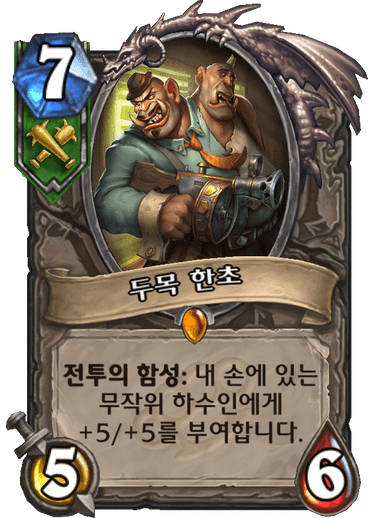 7
두목 한초
전투의 함성: 내 손에 있는
무작위 하수인에게
+5/+5를 부여합니다.
5
6